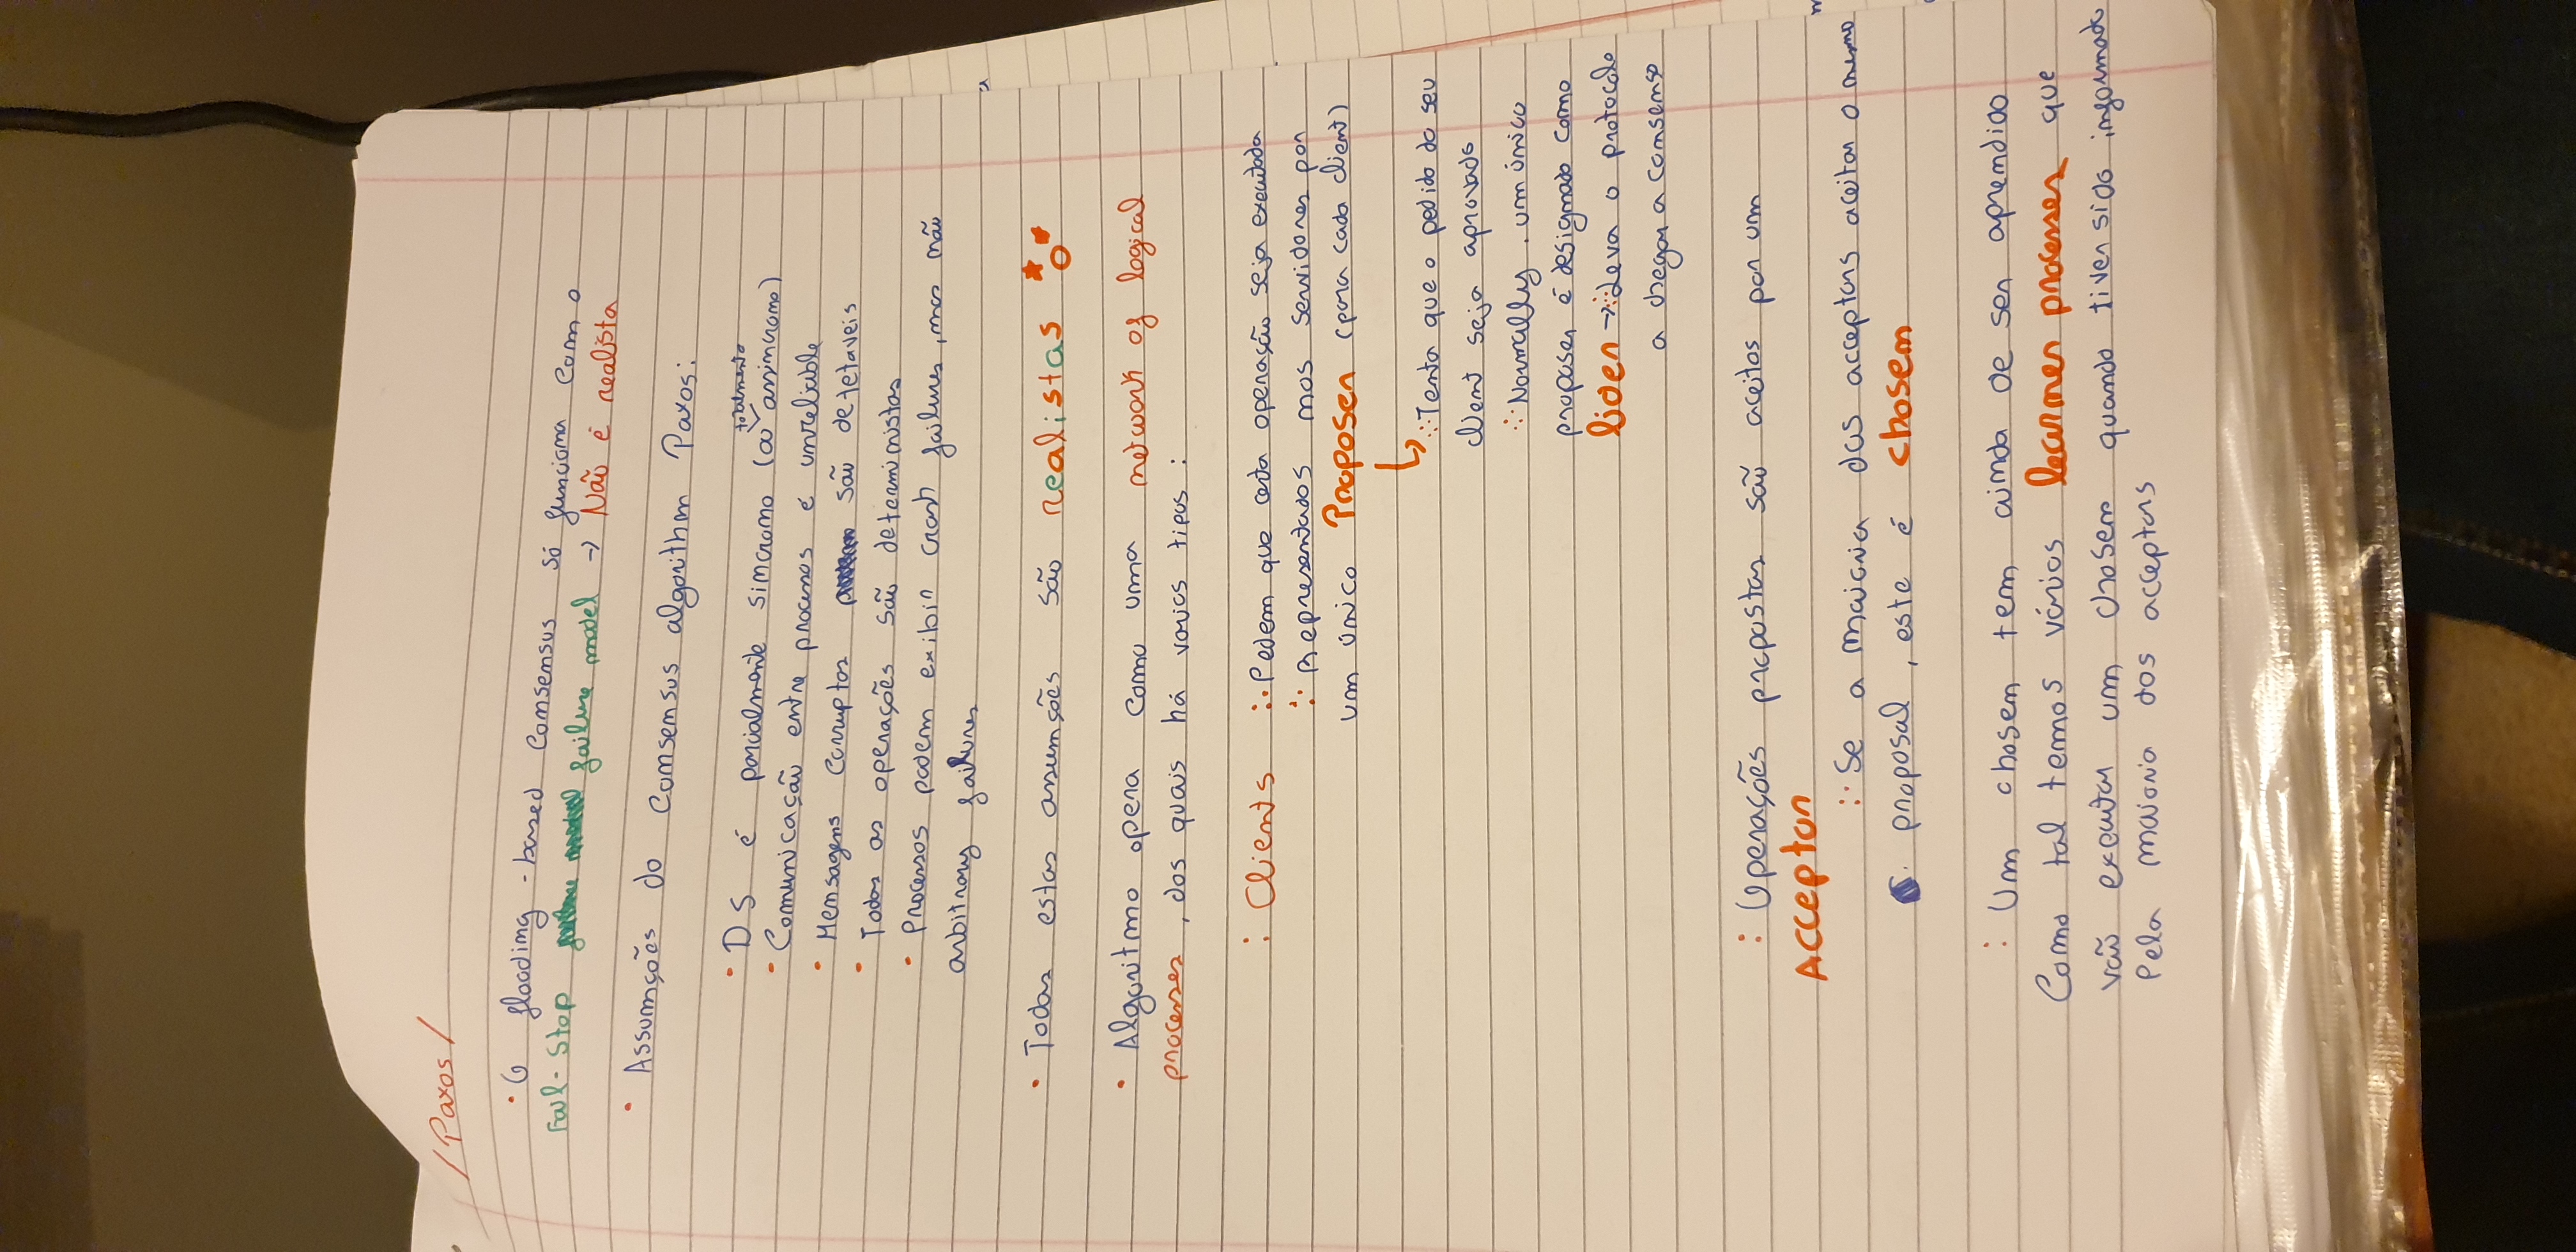 /Paxos/
• O flooding-based consensus só funciona com o
Fail-Stop failure model → Não é realista
• Assumções do consensus algorithm Paxos:
totalmente
• DS é parcialmente síncrono (ou assíncrono)
• Comunicação entre processos é unreliable
• Mensagens corruptas são detetaveis
• Todas as operações são deterministas
• Processos podem exibir crash failures, mas não
arbitrary failures
• Todas estas assumções são realistas
• Algoritmo opera como uma network of logical
processes, dos quais há varios tipos:
: Clients ∴ Pedem que certa operação seja executada
∴ Representados nos servidores por
um único Proposer (para cada client)
↳ Tenta que o pedido do seu
client seja aprovado
Normally, um único
proposer é designado como
lider → Leva o protocolo
a chegar a consenso
: Operações propostas são aceitos por um
Acceptor
∵ Se a maioria dos acceptors aceitar o mesmo
proposal, este é chosen
: Um chosen tem ainda de ser aprendido
Como tal temos vários learner processes que
vão executar um chosen quando tiver sido informado
Pela maioria dos acceptors